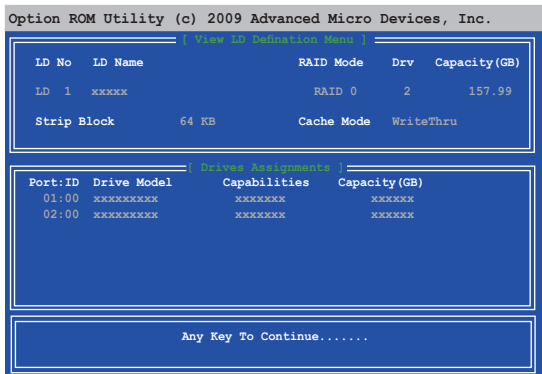 Option ROM Utility (c) 2009 Advanced Micro Devices, Inc.
[ View LD Defination Menu ]
LD No LD Name RAID Mode Drv Capacity(GB)
LD 1 xxxxx RAID 0 2 157.99
Strip Block 64 KB Cache Mode WriteThru
[ Drives Assignments ]
Port:ID Drive Model Capabilities Capacity(GB)
01:00 xxxxxxxxx xxxxxxx xxxxxx
02:00 xxxxxxxxx xxxxxxx xxxxxx
Any Key To Continue.......